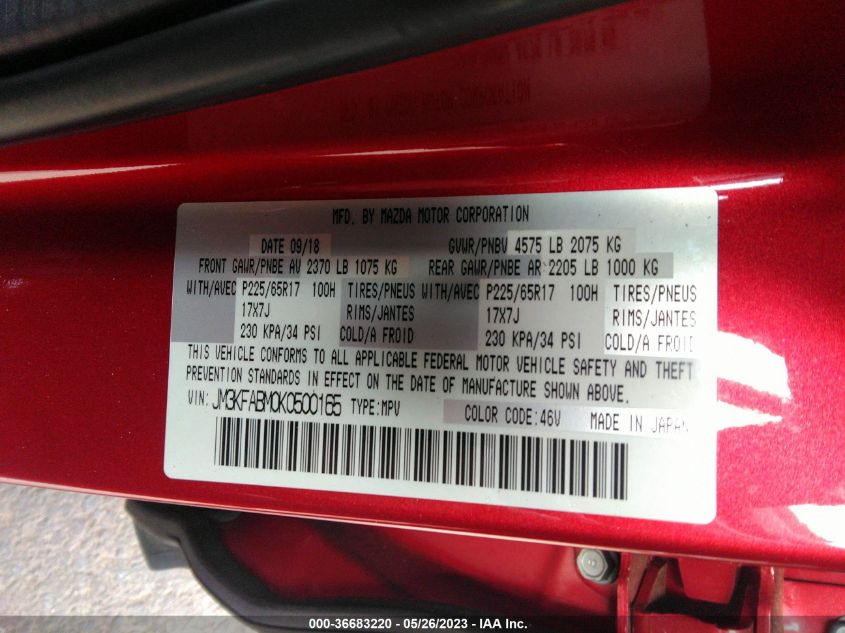 MFD. BY MAZDA MOTOR CORPORATION
DATE 09/18 GVWR/PNBV 4575 LB 2075 KG
FRONT GAWR/PNBE AV 2370 LB 1075 KG REAR GAWR/PNBE AR 2205 LB 1000 KG
WITH/AVEC P225/65R17 100H TIRES/PNEUS WITH/AVEC P225/65R17 100H TIRES/PNEUS
17X7J RIMS/JANTES 17X7J RIMS/JANTES
230 KPA/34 PSI COLD/A FROID 230 KPA/34 PSI COLD/A FROID
THIS VEHICLE CONFORMS TO ALL APPLICABLE FEDERAL MOTOR VEHICLE SAFETY AND THEFT
PREVENTION STANDARDS IN EFFECT ON THE DATE OF MANUFACTURE SHOWN ABOVE.
VIN: JM3KFABM0K0500165 TYPE:MPV COLOR CODE:46V MADE IN JAPAN
000-36683220 - 05/26/2023 - IAA Inc.